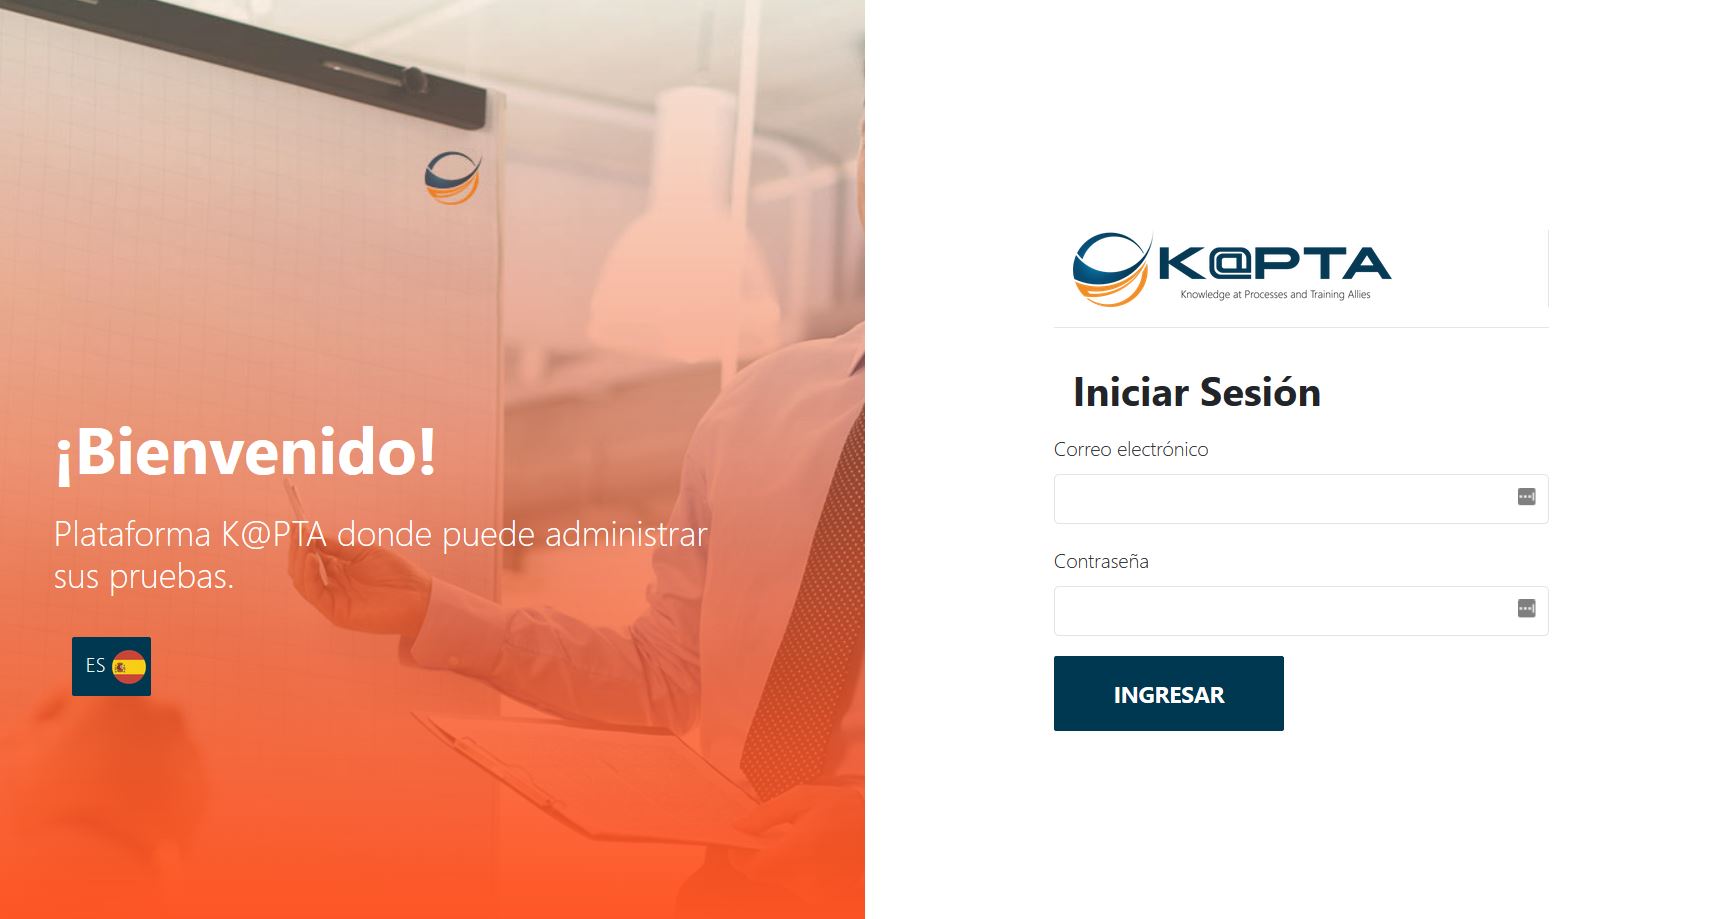 ¡Bienvenido!
Plataforma K@PTA donde puede administrar
sus pruebas.
ES
K@PTA
Knowledge at Processes and Training Allies
Iniciar Sesión
Correo electrónico
Contraseña
INGRESAR